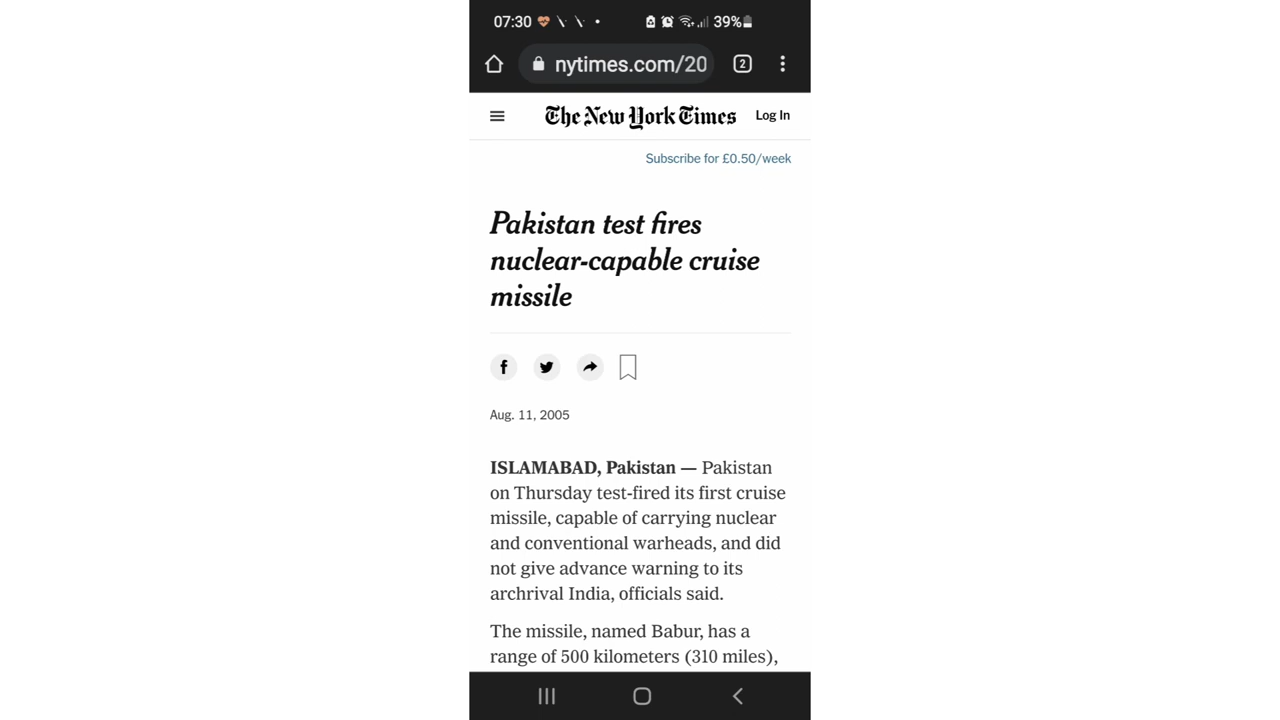 07:30 39%
nytimes.com/20 2
The New York Times Log In
Subscribe for £0.50/week
Pakistan test fires
nuclear-capable cruise
missile
Aug. 11, 2005
ISLAMABAD, Pakistan — Pakistan
on Thursday test-fired its first cruise
missile, capable of carrying nuclear
and conventional warheads, and did
not give advance warning to its
archrival India, officials said.
The missile, named Babur, has a
range of 500 kilometers (310 miles),